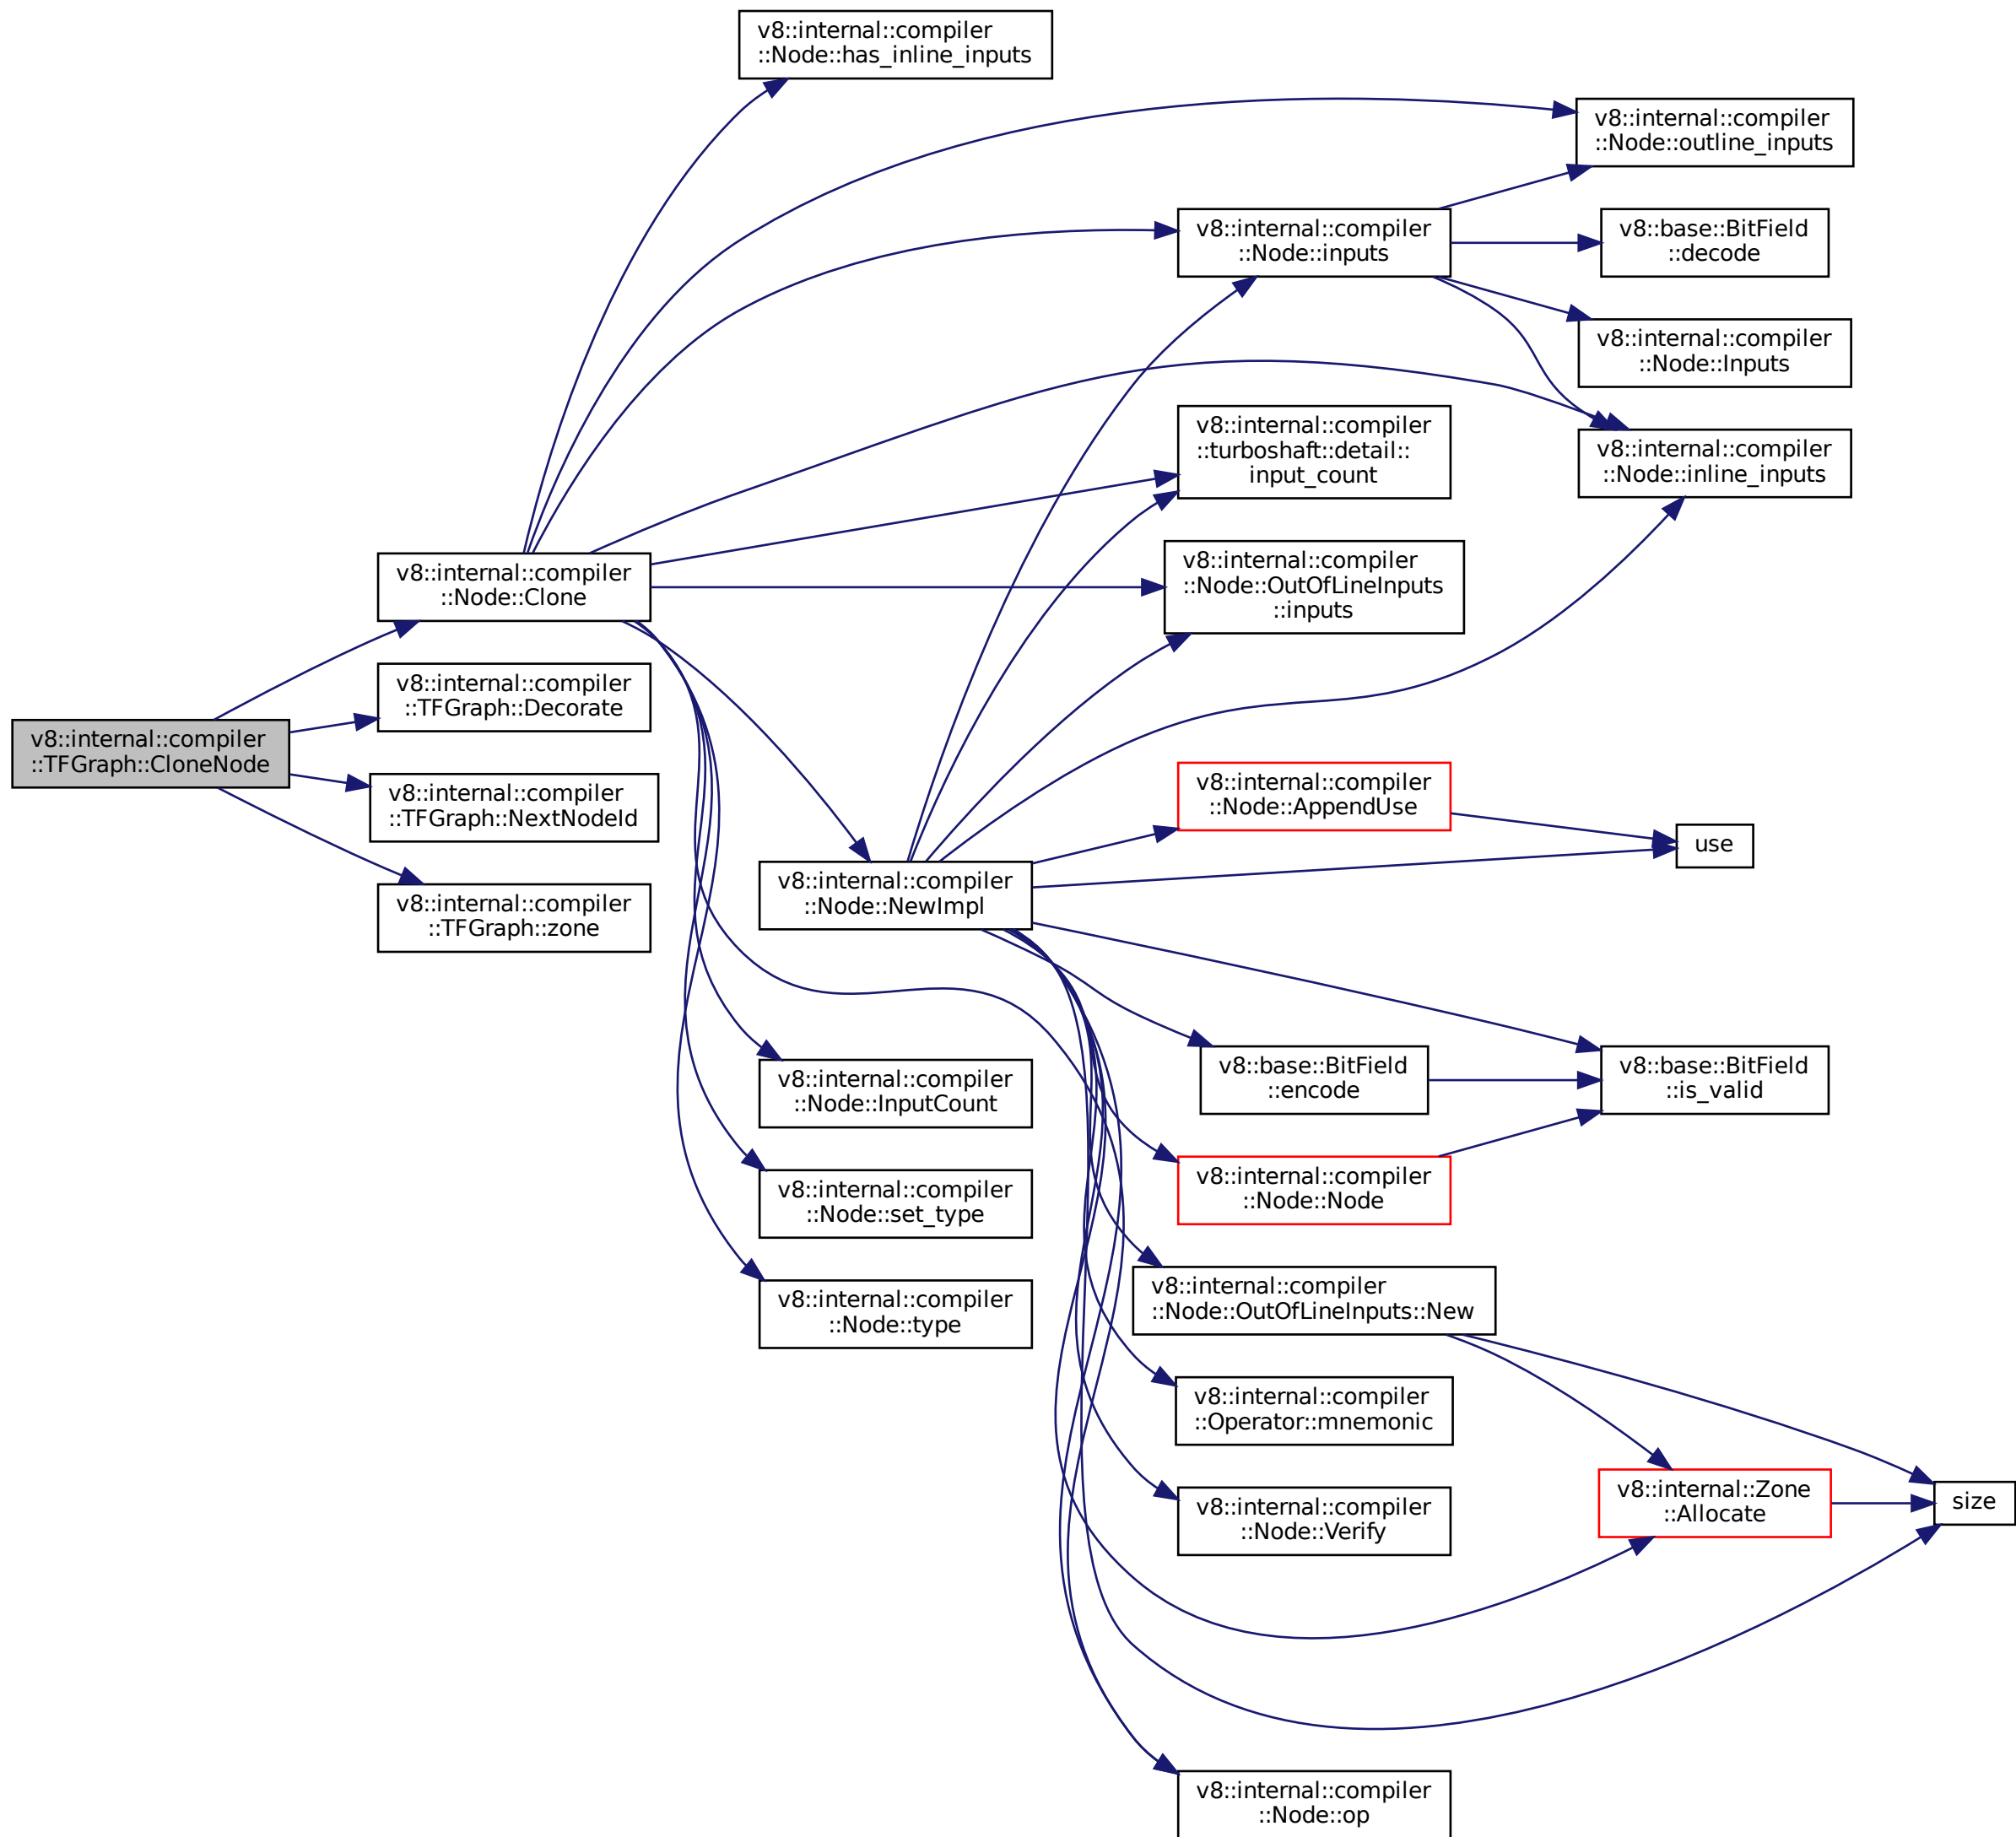 v8::internal::compiler
::Node::has_inline_inputs
v8::internal::compiler
::Node::outline_inputs
v8::internal::compiler
::Node::inputs
v8::base::BitField
::decode
v8::internal::compiler
::Node::Inputs
v8::internal::compiler
::turboshaft::detail::
input_count
v8::internal::compiler
::Node::inline_inputs
v8::internal::compiler
::Node::OutOfLineInputs
::inputs
v8::internal::compiler
::Node::Clone
v8::internal::compiler
::TFGraph::Decorate
v8::internal::compiler
::TFGraph::CloneNode
v8::internal::compiler
::TFGraph::NextNodeId
v8::internal::compiler
::TFGraph::zone
v8::internal::compiler
::Node::AppendUse
use
v8::internal::compiler
::Node::NewImpl
v8::base::BitField
::encode
v8::base::BitField
::is_valid
v8::internal::compiler
::Node::InputCount
v8::internal::compiler
::Node::Node
v8::internal::compiler
::Node::set_type
v8::internal::compiler
::Node::OutOfLineInputs::New
v8::internal::compiler
::Node::type
v8::internal::compiler
::Operator::mnemonic
v8::internal::Zone
::Allocate
size
v8::internal::compiler
::Node::Verify
v8::internal::compiler
::Node::op